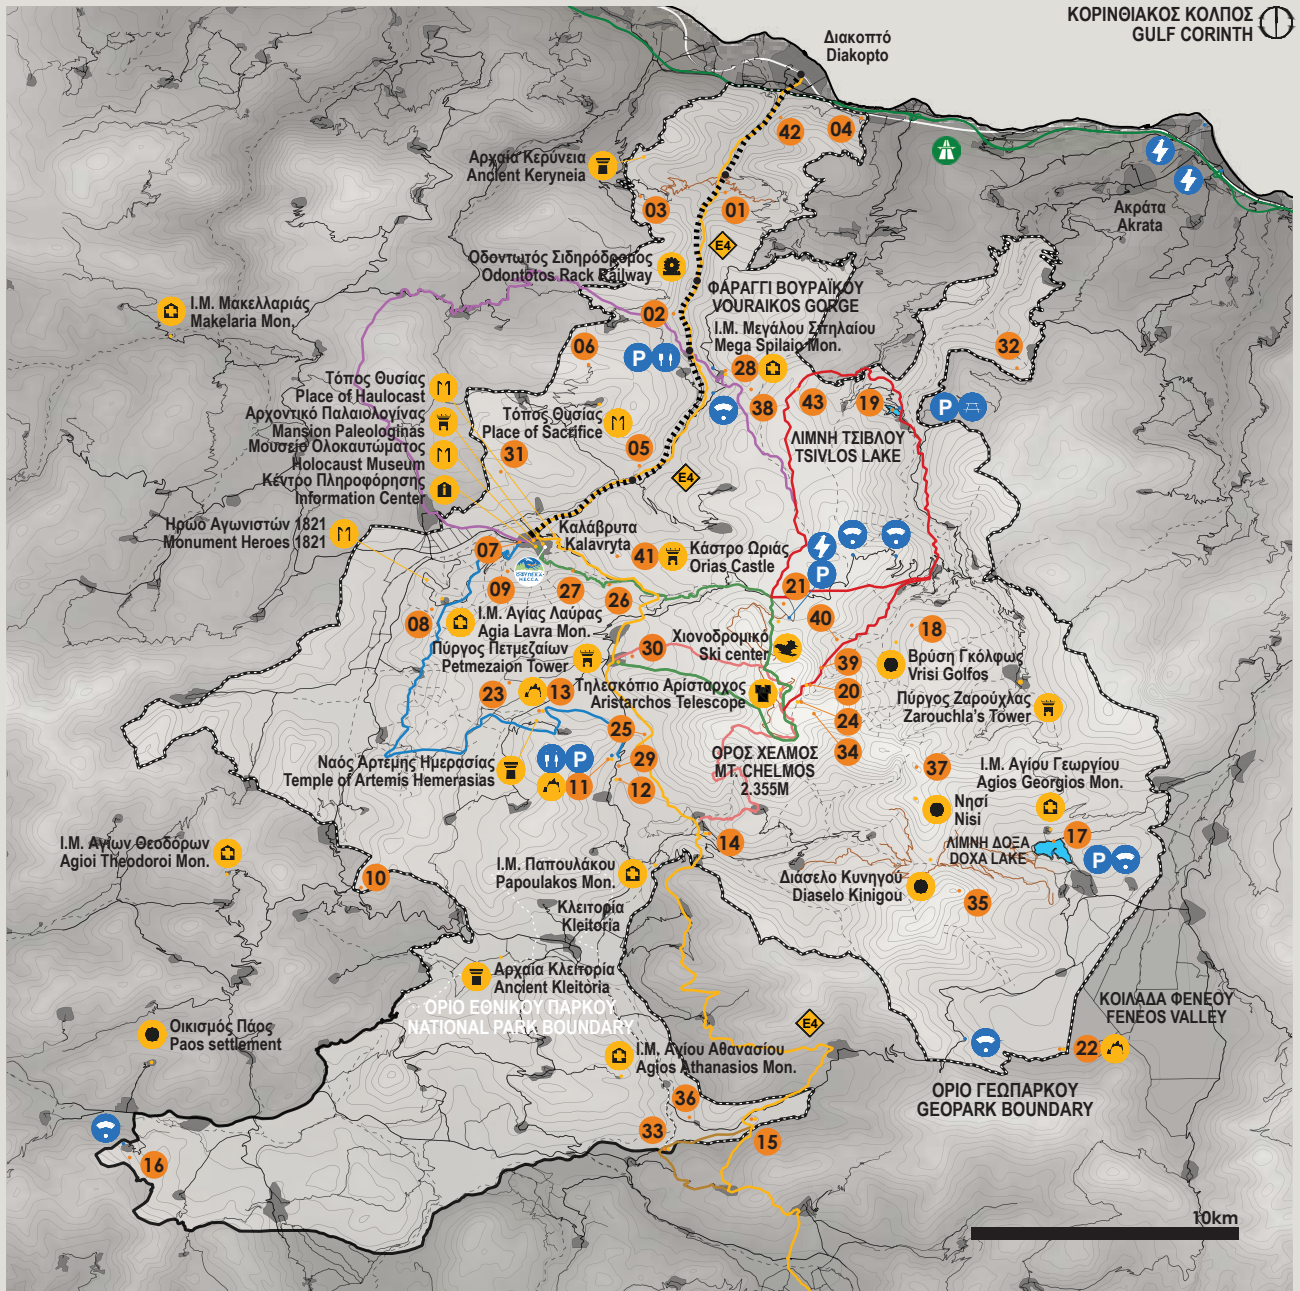 ΚΟΡΙΝΘΙΑΚΟΣ ΚΟΛΠΟΣ
GULF CORINTH
Διακοπτό
Diakopto
42
04
Αρχαία Κερύνεια
Ancient Keryneia
03
01
Ακράτα
Akrata
E4
Οδοντωτός Σιδηρόδρομος
Odontotos Rack Railway
ΦΑΡΑΓΓΙ ΒΟΥΡΑΪΚΟΥ
VOURAIKOS GORGE
Ι.Μ. Μακελλαριάς
Makelaria Mon.
02
Ι.Μ. Μεγάλου Σπηλαίου
Mega Spilaio Mon.
06
P
32
28
Τόπος Θυσίας
Place of Haulocast
38
43
19
P
Αρχοντικό Παλαιολογίνας
Mansion Paleologinas
Τόπος Θυσίας
Place of Sacrifice
ΛΙΜΝΗ ΤΣΙΒΛΟΥ
TSIVLOS LAKE
Μουσείο Ολοκαυτώματος
Holocaust Museum
31
05
Κέντρο Πληροφόρησης
Information Center
E4
Ηρώο Αγωνιστών 1821
Monument Heroes 1821
Καλάβρυτα
Kalavryta
07
41
Κάστρο Ωριάς
Orias Castle
P
09
27
26
21
08
Ι.Μ. Αγίας Λαύρας
Agia Lavra Mon.
40
18
Πύργος Πετμεζαίων
Petmezaion Tower
30
Χιονοδρομικό
Ski center
39
Βρύση Γκόλφως
Vrisi Golfos
23
13
Τηλεσκόπιο Αρίσταρχος
Aristarchos Telescope
20
Πύργος Ζαρούχλας
Zarouchla's Tower
25
24
34
Ναός Άρτεμης Ημερασίας
Temple of Artemis Hemerasias
P
29
ΟΡΟΣ ΧΕΛΜΟΣ
MT. CHELMOS
2.355M
37
Ι.Μ. Αγίου Γεωργίου
Agios Georgios Mon.
11
12
Νησί
Nisi
14
17
ΛΙΜΝΗ ΔΟΞΑ
DOXA LAKE
P
Ι.Μ. Αγίων Θεοδόρων
Agioi Theodoroi Mon.
10
Ι.Μ. Παπουλάκου
Papoulakos Mon.
Διάσελο Κυνηγού
Diaselo Kinigou
35
Κλειτορία
Kleitoria
Αρχαία Κλειτορία
Ancient Kleitoria
ΟΡΙΟ ΕΘΝΙΚΟΥ ΠΑΡΚΟΥ
NATIONAL PARK BOUNDARY
ΚΟΙΛΑΔΑ ΦΕΝΕΟΥ
FENEOS VALLEY
E4
Οικισμός Πάος
Paos settlement
22
Ι.Μ. Αγίου Αθανασίου
Agios Athanasios Mon.
ΟΡΙΟ ΓΕΩΠΑΡΚΟΥ
GEOPARK BOUNDARY
36
33
15
16
10km